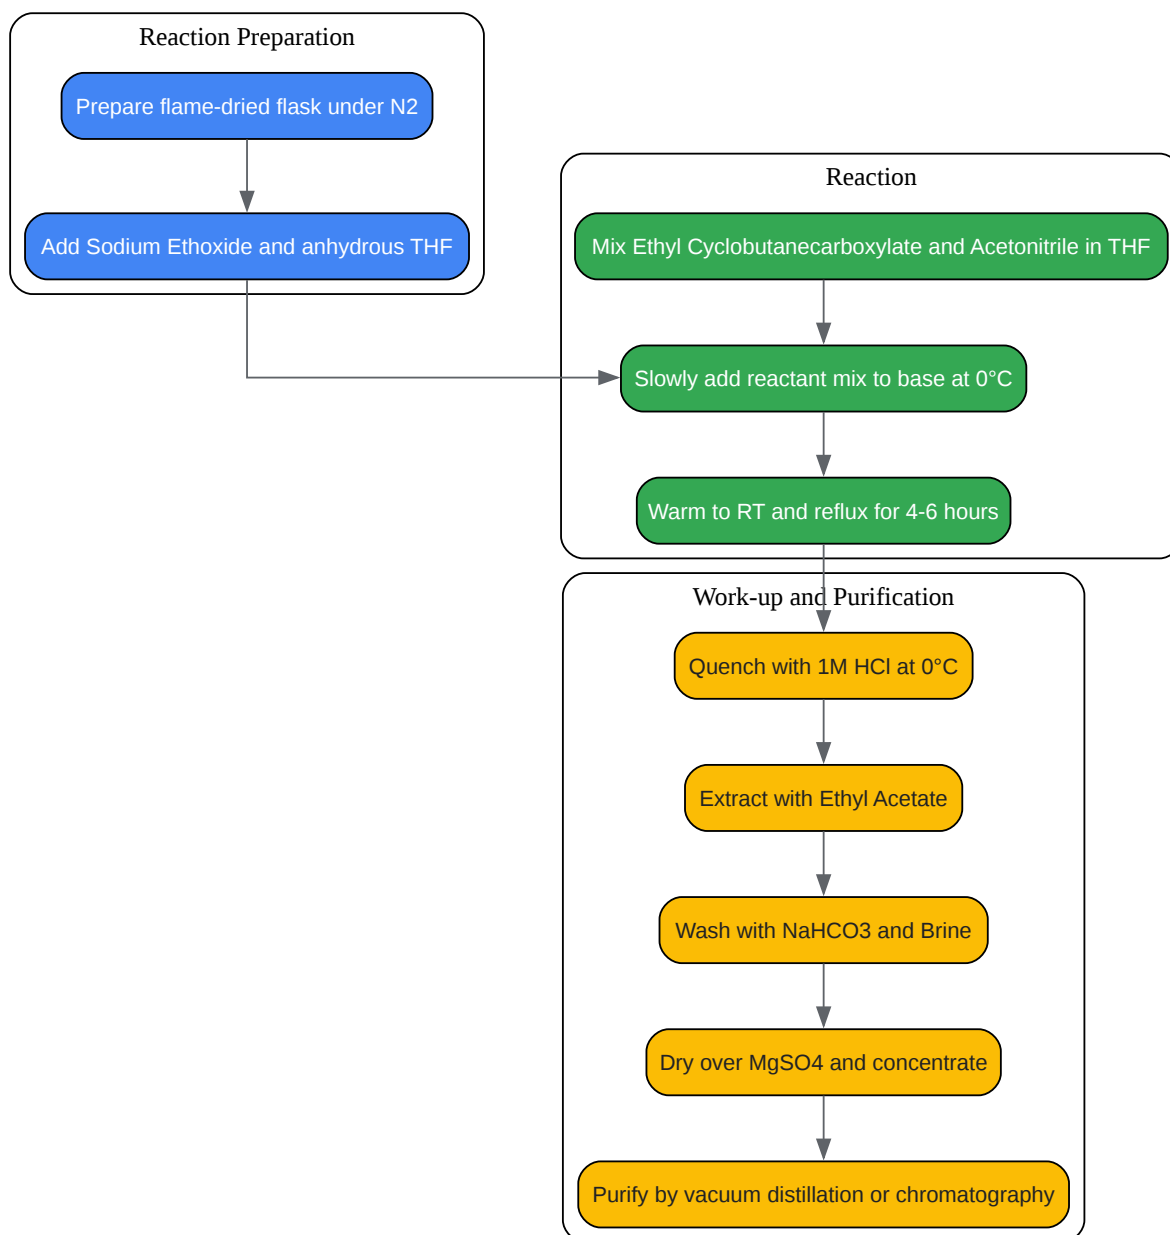 Reaction Preparation
Prepare flame-dried flask under N2
Add Sodium Ethoxide and anhydrous THF
Reaction
Mix Ethyl Cyclobutanecarboxylate and Acetonitrile in THF
Slowly add reactant mix to base at 0°C
Warm to RT and reflux for 4-6 hours
Work-up and Purification
Quench with 1M HCl at 0°C
Extract with Ethyl Acetate
Wash with NaHCO3 and Brine
Dry over MgSO4 and concentrate
Purify by vacuum distillation or chromatography